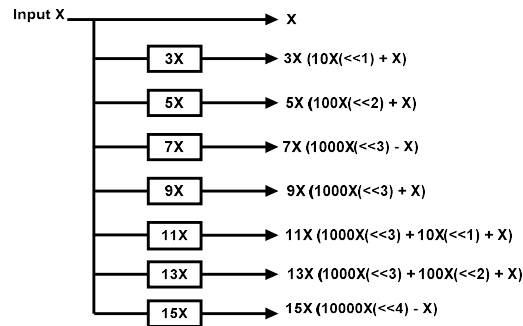 Input X X
3X 3X (10X(<<1) + X)
5X 5X (100X(<<2) + X)
7X 7X (1000X(<<3) - X)
9X 9X (1000X(<<3) + X)
11X 11X (1000X(<<3) + 10X(<<1) + X)
13X 13X (1000X(<<3) + 100X(<<2) + X)
15X 15X (10000X(<<4) - X)